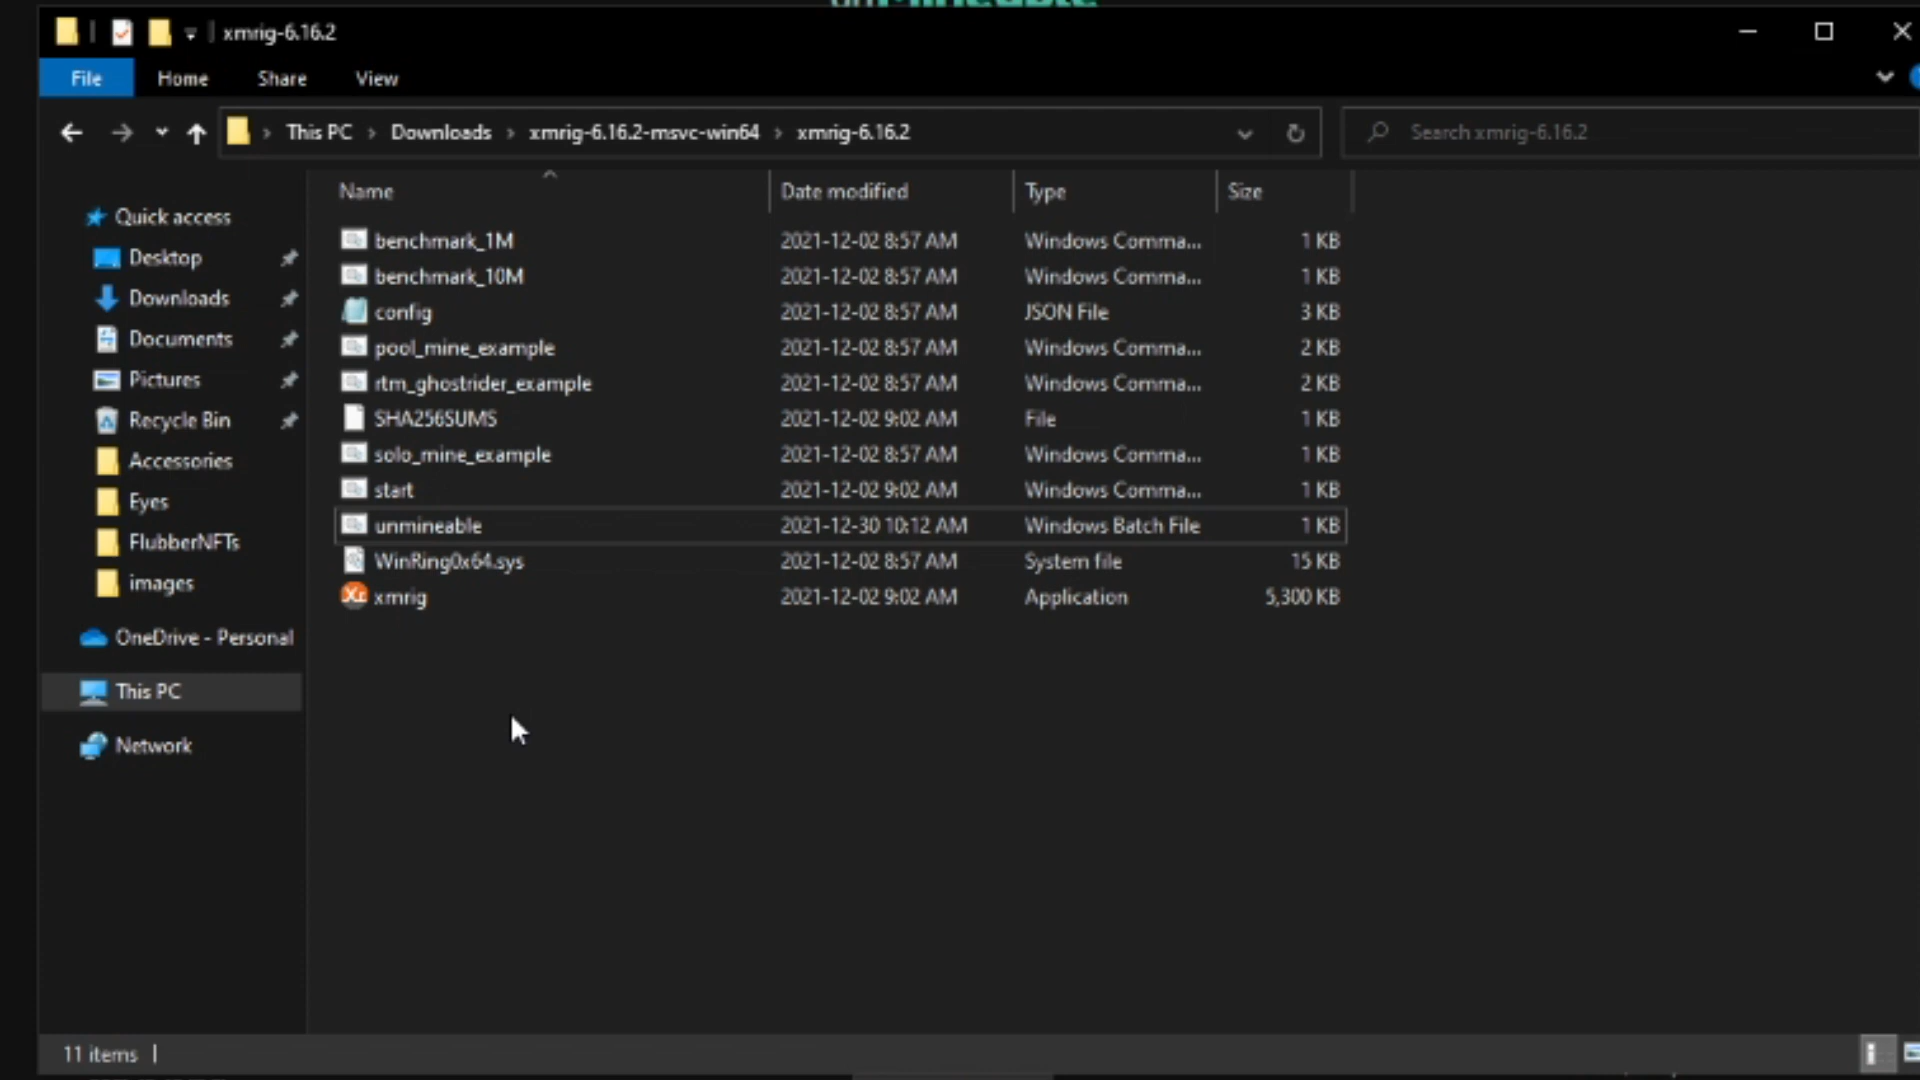 unMineable
xmrig-6.16.2
File Home Share View
This PC Downloads xmrig-6.16.2-msvc-win64 xmrig-6.16.2 Search xmrig-6.16.2
Name Date modified Type Size
Quick access
Desktop
Downloads
Documents
Pictures
Recycle Bin
Accessories
Eyes
FlubberNFTs
images
OneDrive - Personal
This PC
Network
benchmark_1M 2021-12-02 8:57 AM Windows Comma... 1 KB
benchmark_10M 2021-12-02 8:57 AM Windows Comma... 1 KB
config 2021-12-02 8:57 AM JSON File 3 KB
pool_mine_example 2021-12-02 8:57 AM Windows Comma... 2 KB
rtm_ghostrider_example 2021-12-02 8:57 AM Windows Comma... 2 KB
SHA256SUMS 2021-12-02 9:02 AM File 1 KB
solo_mine_example 2021-12-02 8:57 AM Windows Comma... 1 KB
start 2021-12-02 9:02 AM Windows Comma... 1 KB
unmineable 2021-12-30 10:12 AM Windows Batch File 1 KB
WinRing0x64.sys 2021-12-02 8:57 AM System file 15 KB
xmrig 2021-12-02 9:02 AM Application 5,300 KB
11 items